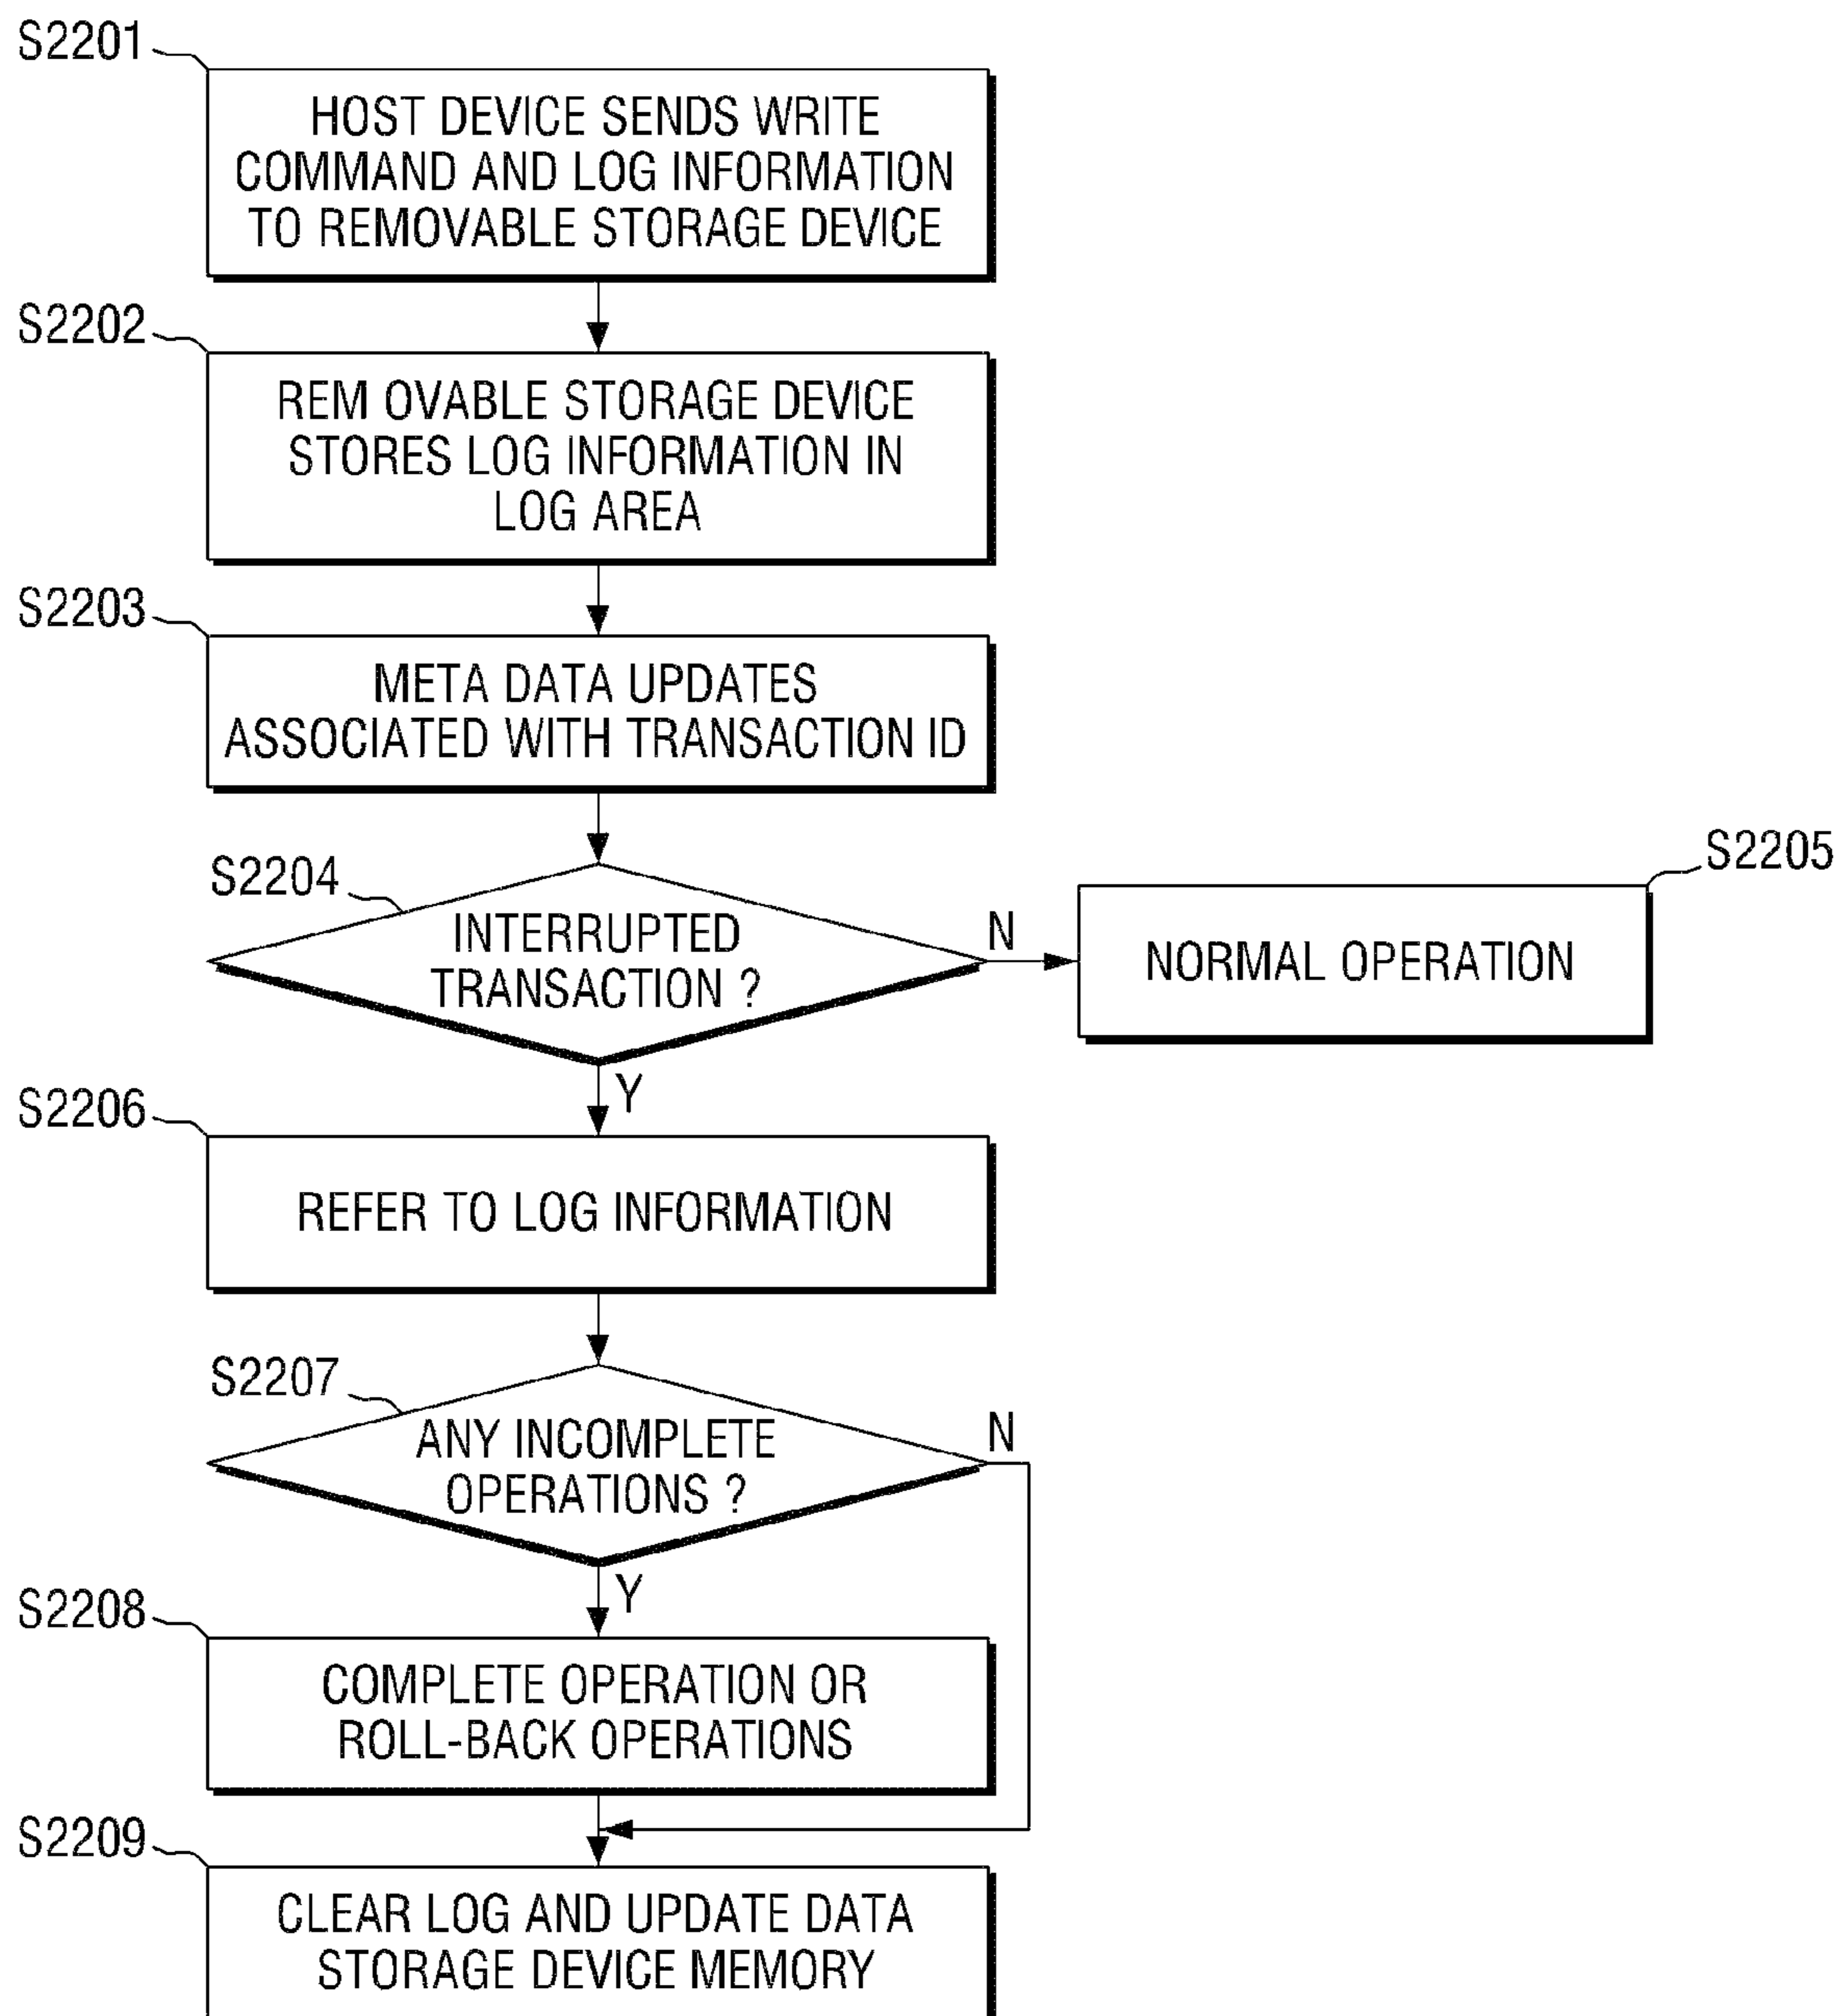 S2201
HOST DEVICE SENDS WRITE
COMMAND AND LOG INFORMATION
TO REMOVABLE STORAGE DEVICE
S2202
REM OVABLE STORAGE DEVICE
STORES LOG INFORMATION IN
LOG AREA
S2203
META DATA UPDATES
ASSOCIATED WITH TRANSACTION ID
S2204
INTERRUPTED
TRANSACTION ?
N
S2205
NORMAL OPERATION
Y
S2206
REFER TO LOG INFORMATION
S2207
ANY INCOMPLETE
OPERATIONS ?
N
Y
S2208
COMPLETE OPERATION OR
ROLL-BACK OPERATIONS
S2209
CLEAR LOG AND UPDATE DATA
STORAGE DEVICE MEMORY